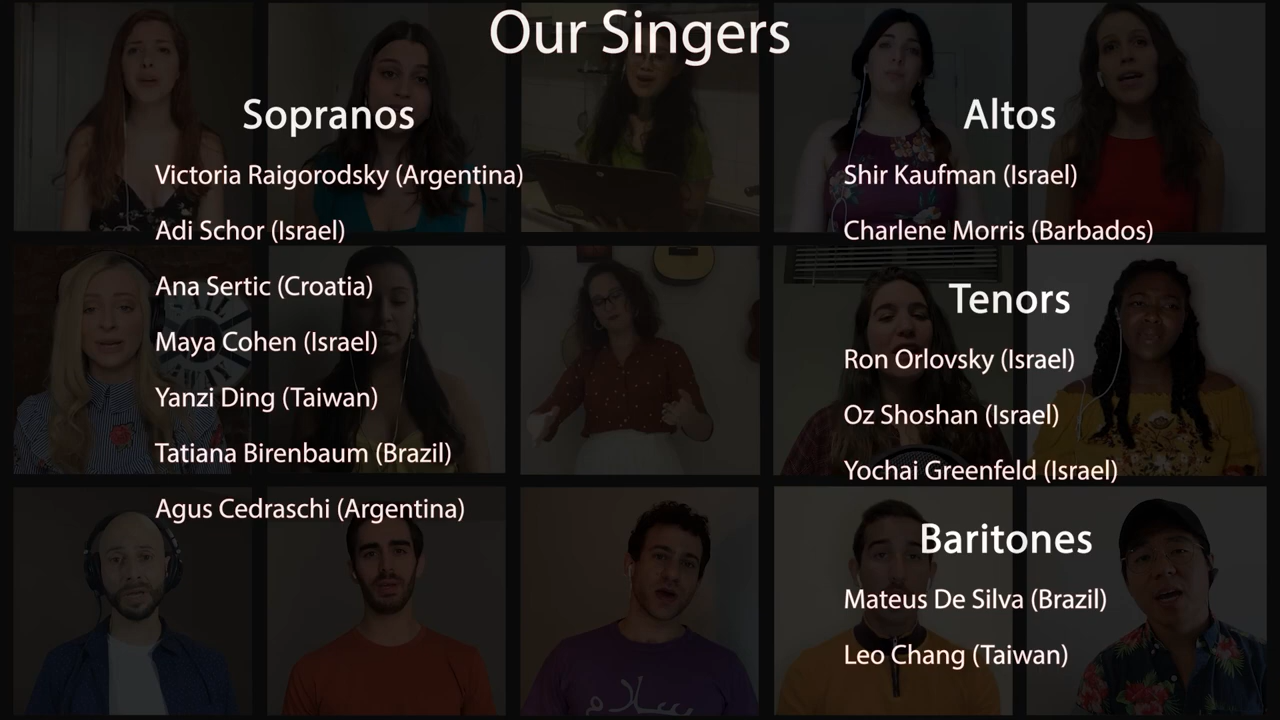 Our Singers
Sopranos
Victoria Raigorodsky (Argentina)
Adi Schor (Israel)
Ana Sertic (Croatia)
Maya Cohen (Israel)
Yanzi Ding (Taiwan)
Tatiana Birenbaum (Brazil)
Agus Cedraschi (Argentina)
Altos
Shir Kaufman (Israel)
Charlene Morris (Barbados)
Tenors
Ron Orlovsky (Israel)
Oz Shoshan (Israel)
Yochai Greenfeld (Israel)
Baritones
Mateus De Silva (Brazil)
Leo Chang (Taiwan)
سلام